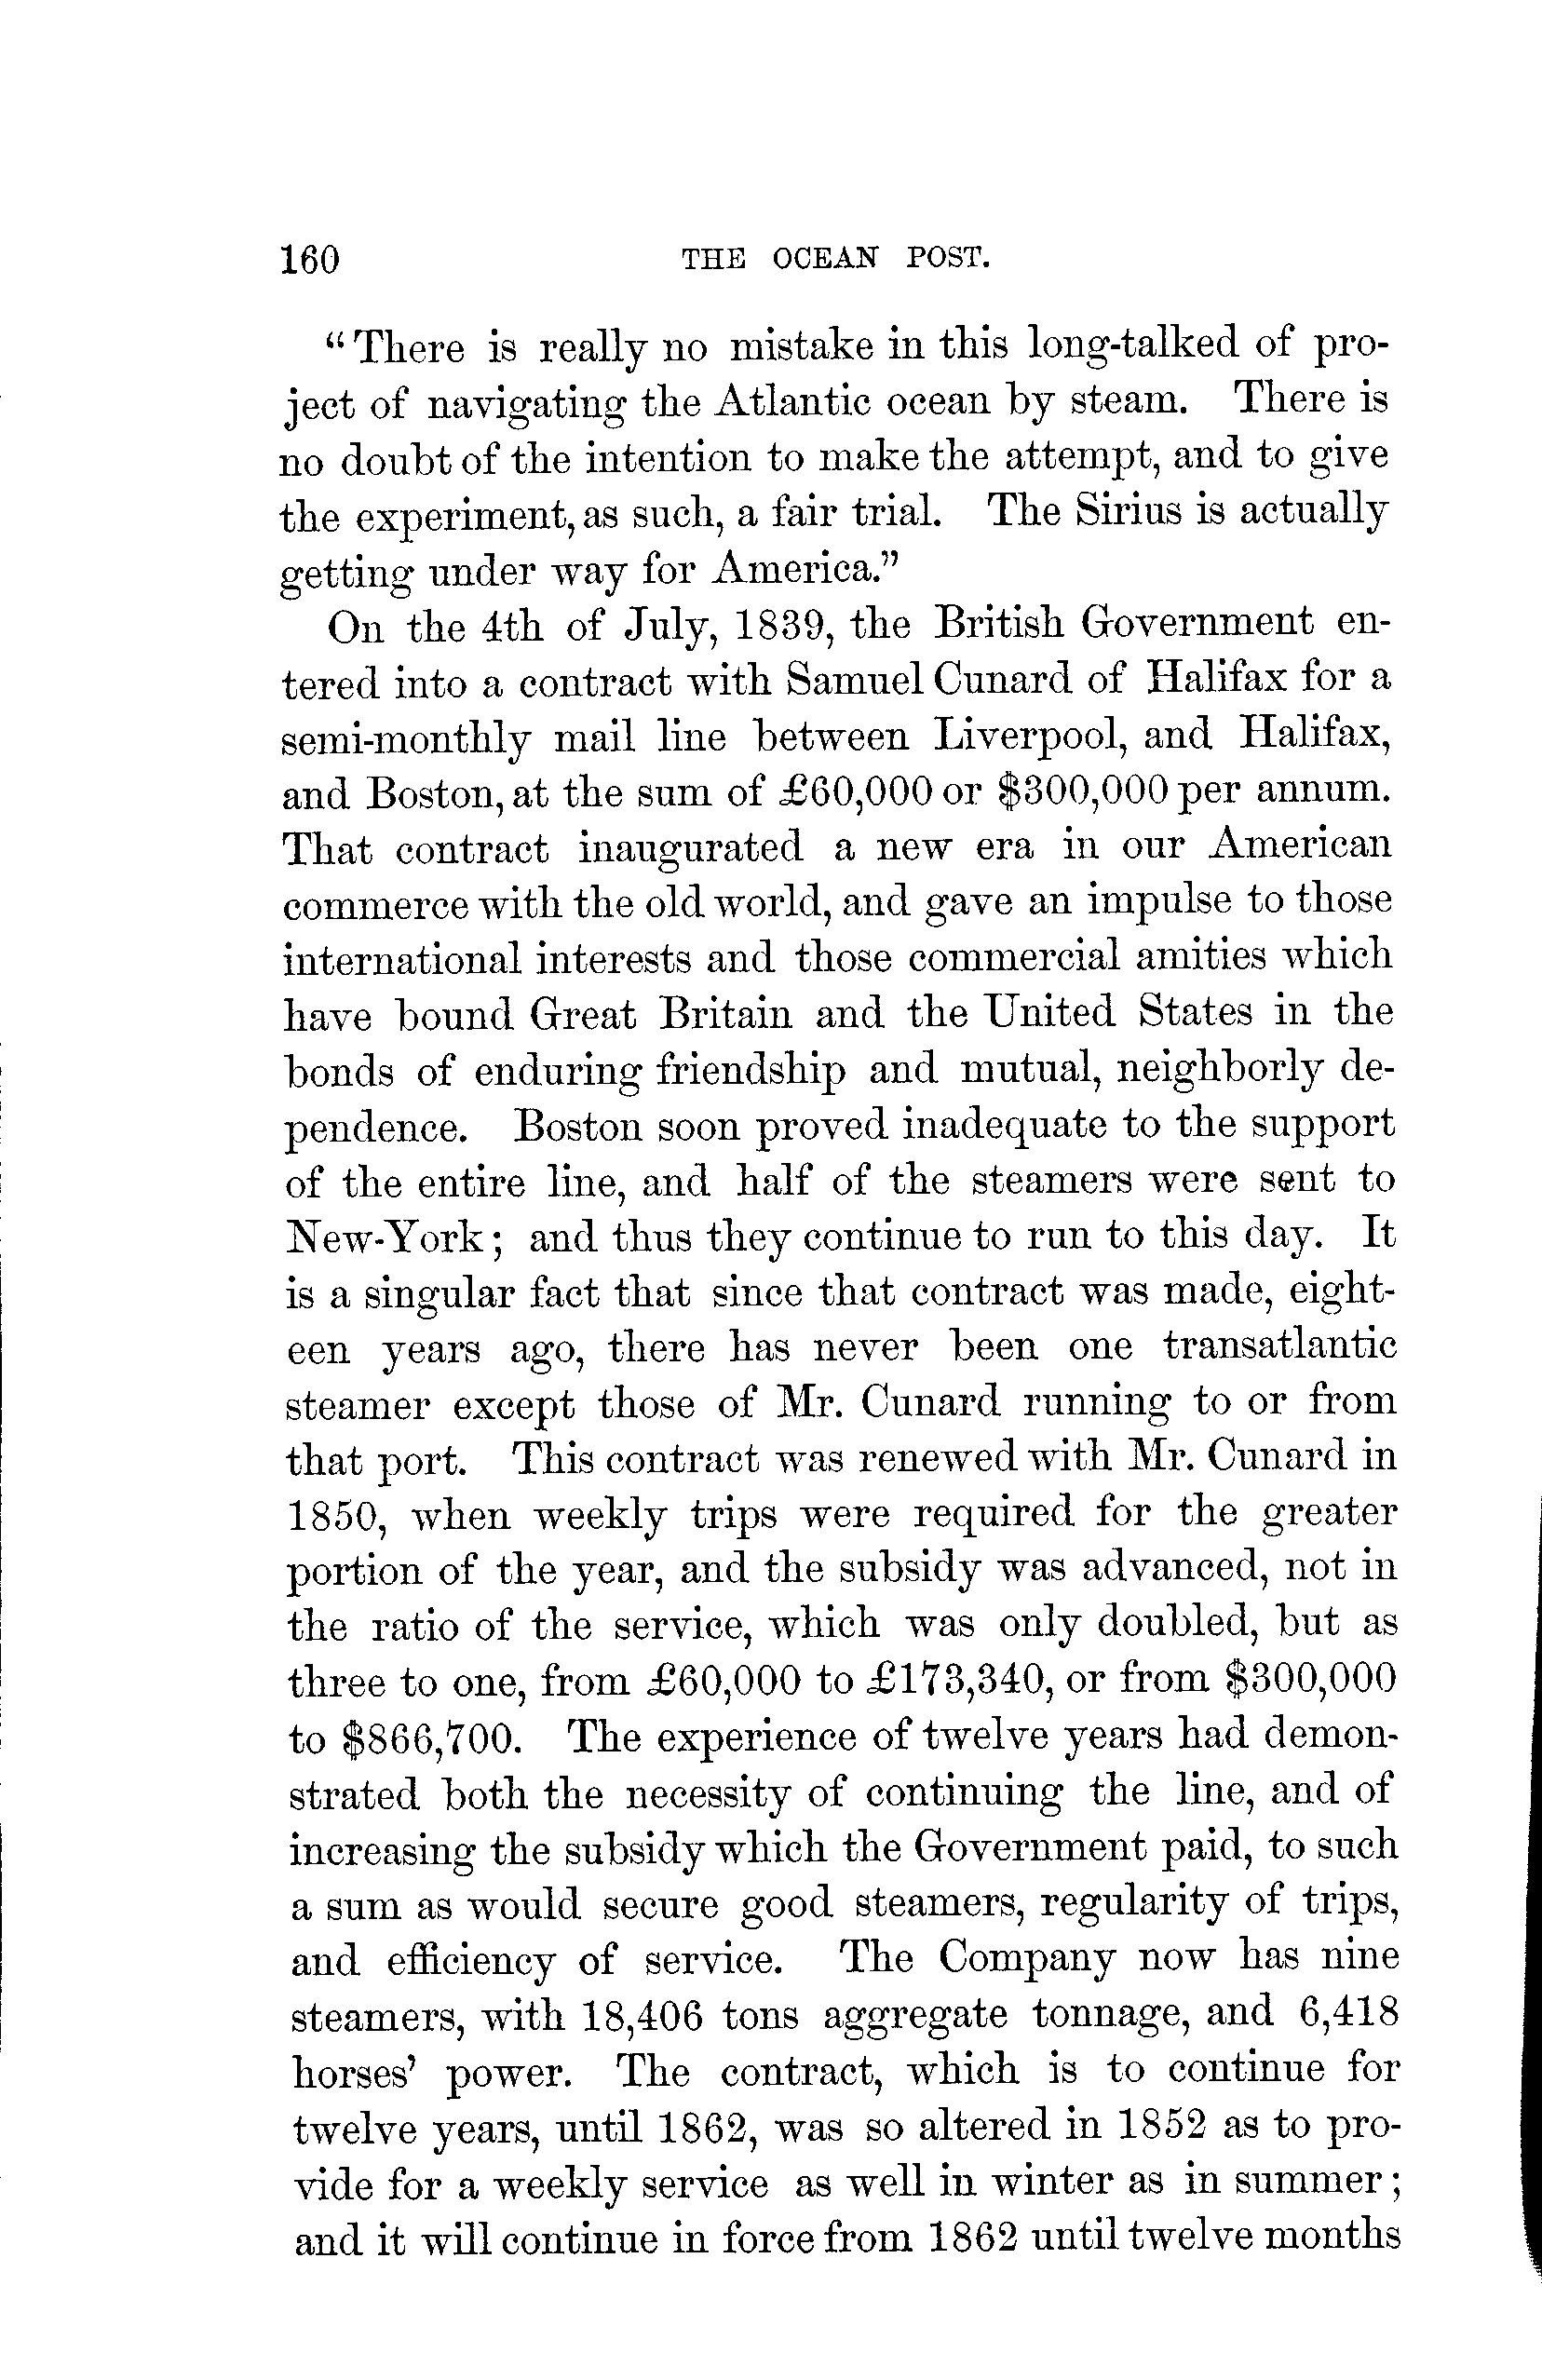 160 THE OCEAN POST.
“There is really no mistake in this long-talked of pro-
ject of navigating the Atlantic ocean by steam. There is
no doubt of the intention to make the attempt, and to give
the experiment, as such, a fair trial. The Sirius is actually
getting under way for America.”
On the 4th of July, 1839, the British Government en-
tered into a contract with Samuel Cunard of Halifax for a
semi-monthly mail line between Liverpool, and Halifax,
and Boston, at the sum of £60,000 or $300,000 per annum.
That contract inaugurated a new era in our American
commerce with the old world, and gave an impulse to those
international interests and those commercial amities which
have bound Great Britain and the United States in the
bonds of enduring friendship and mutual, neighborly de-
pendence. Boston soon proved inadequate to the support
of the entire line, and half of the steamers were sent to
New-York; and thus they continue to run to this day. It
is a singular fact that since that contract was made, eight-
een years ago, there has never been one transatlantic
steamer except those of Mr. Cunard running to or from
that port. This contract was renewed with Mr. Cunard in
1850, when weekly trips were required for the greater
portion of the year, and the subsidy was advanced, not in
the ratio of the service, which was only doubled, but as
three to one, from £60,000 to £173,340, or from $300,000
to $866,700. The experience of twelve years had demon-
strated both the necessity of continuing the line, and of
increasing the subsidy which the Government paid, to such
a sum as would secure good steamers, regularity of trips,
and efficiency of service. The Company now has nine
steamers, with 18,406 tons aggregate tonnage, and 6,418
horses’ power. The contract, which is to continue for
twelve years, until 1862, was so altered in 1852 as to pro-
vide for a weekly service as well in winter as in summer;
and it will continue in force from 1862 until twelve months